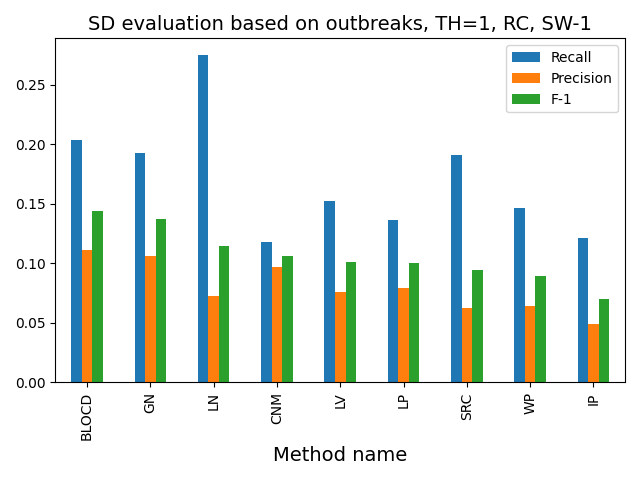 SD evaluation based on outbreaks, TH=1, RC, SW-1
Recall
Precision
F-1
0.25
0.20
0.15
0.10
0.05
0.00
BLOCD
GN
LN
CNM
LV
LP
SRC
WP
IP
Method name